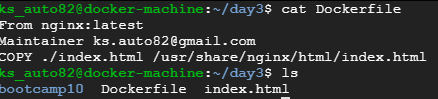 ks_auto82@docker-machine:~/day3$ cat Dockerfile
From nginx:latest
Maintainer ks.auto82@gmail.com
COPY ./index.html /usr/share/nginx/html/index.html
ks_auto82@docker-machine:~/day3$ ls
bootcamp10  Dockerfile  index.html